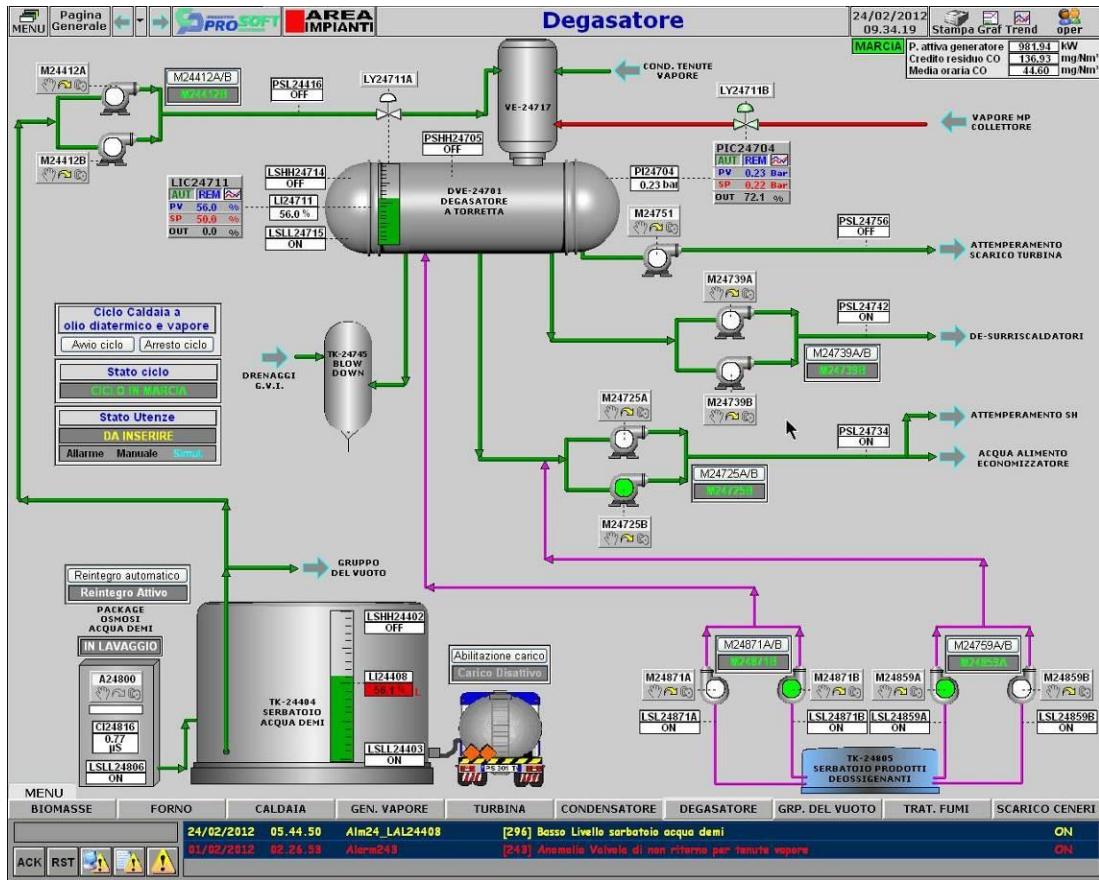 MENU
Pagina
Generale
PROSOFT
AREA
IMPIANTI
Degasatore
24/02/2012
09.34.19
Stampa Graf Trend oper
MARCIA
P. attiva generatore 981.94 kW
Credito residuo CO 136.93 mg/Nm³
Media oraria CO 44.60 mg/Nm³
M24412A
M24412A/B
M24412B
M24412B
PSL24416
OFF
LY24711A
COND. TENUTE
VAPORE
VE-24717
LY24711B
VAPORE MP
COLLETTORE
PSHH24705
OFF
LSHH24714
OFF
LI24711
56.0 %
LSLL24715
ON
LIC24711
AUT REM
PV 56.0 %
SP 50.0 %
OUT 0.0 %
DVE-24701
DEGASATORE
A TORRETTA
PI24704
0.23 bar
PIC24704
AUT REM
PV 0.23 Bar
SP 0.22 Bar
OUT 72.1 %
M24751
PSL24756
OFF
ATTEMPERAMENTO
SCARICO TURBINA
M24739A
PSL24742
ON
DE-SURRISCALDATORI
M24739A/B
M24739B
M24739B
Ciclo Caldaia a
olio diatermico e vapore
Avvio ciclo
Arresto ciclo
Stato ciclo
CICLO IN MARCIA
Stato Utenze
DA INSERIRE
Allarme Manuale Simul.
DRENAGGI
G.V.I.
TK-24745
BLOW
DOWN
M24725A
PSL24734
ON
ATTEMPERAMENTO SH
ACQUA ALIMENTO
ECONOMIZZATORE
M24725A/B
M24725B
M24725B
GRUPPO
DEL VUOTO
Reintegro automatico
Reintegro Attivo
PACKAGE
OSMOSI
ACQUA DEMI
IN LAVAGGIO
A24800
CI24816
0.77
µS
LSLL24806
ON
LSHH24402
OFF
LI24408
56.1 % L
LSLL24403
ON
TK-24404
SERBATOIO
ACQUA DEMI
Abilitazione carico
Carico Disattivo
PS 301 T
M24871A/B
M24871B
M24759A/B
M24859A
M24871A
M24871B
M24859A
M24859B
LSL24871A
ON
LSL24871B
ON
LSL24859A
ON
LSL24859B
ON
TK-24805
SERBATOIO PRODOTTI
DEOSSIGENANTI
MENU
BIOMASSE FORNO CALDAIA GEN. VAPORE TURBINA CONDENSATORE DEGASATORE GRP. DEL VUOTO TRAT. FUMI SCARICO CENERI
24/02/2012 05.44.50 Alm24_LAL24408 [296] Basso Livello sarbatoio acqua demi ON
01/02/2012 02.26.53 Alarm243 [243] Anomalia Valvola di non ritorno per tenute vapore ON
ACK RST